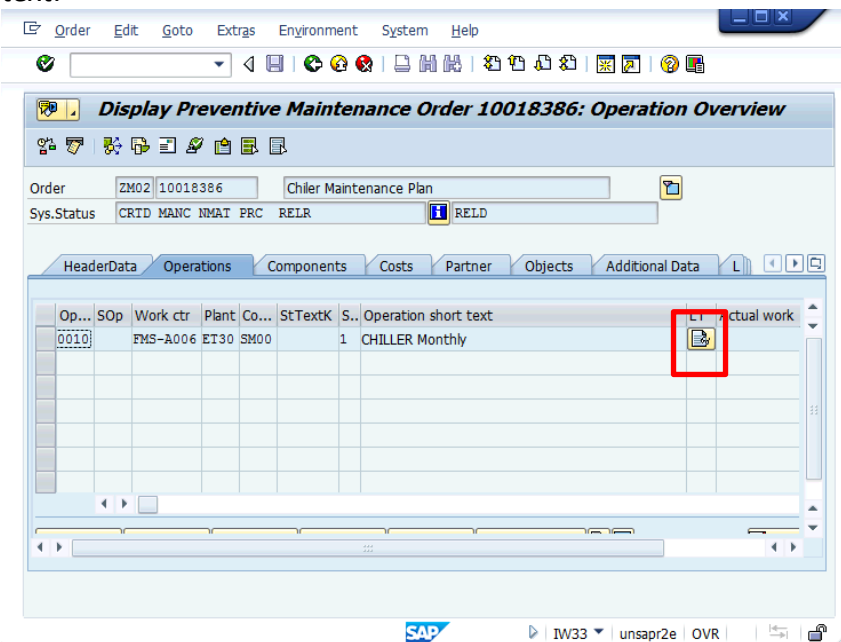 text.
Order Edit Goto Extras Environment System Help
Display Preventive Maintenance Order 10018386: Operation Overview
Order ZM02 10018386 Chiler Maintenance Plan
Sys.Status CRTD MANC NMAT PRC RELR RELD
HeaderData Operations Components Costs Partner Objects Additional Data L
Op... SOp Work ctr Plant Co... StTextK S.. Operation short text LT Actual work
0010 FMS-A006 ET30 SM00 1 CHILLER Monthly
SAP IW33 unsapr2e OVR